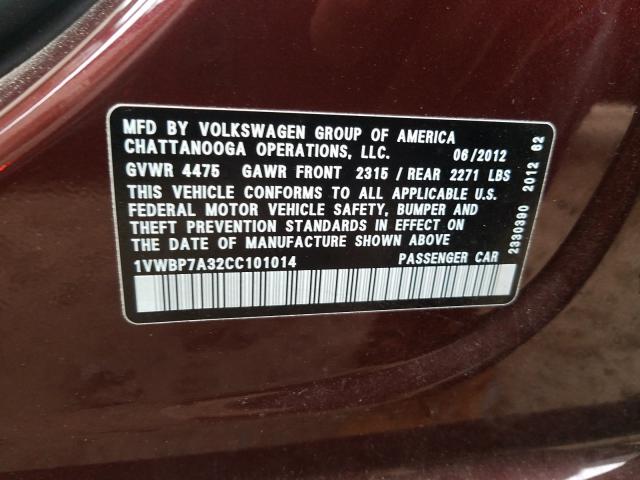 MFD BY VOLKSWAGEN GROUP OF AMERICA
CHATTANOOGA OPERATIONS, LLC. 06/2012
GVWR 4475 GAWR FRONT 2315 / REAR 2271 LBS
THIS VEHICLE CONFORMS TO ALL APPLICABLE U.S.
FEDERAL MOTOR VEHICLE SAFETY, BUMPER AND
THEFT PREVENTION STANDARDS IN EFFECT ON THE
DATE OF MANUFACTURE SHOWN ABOVE
1VWBP7A32CC101014 PASSENGER CAR
2330390 2012 62